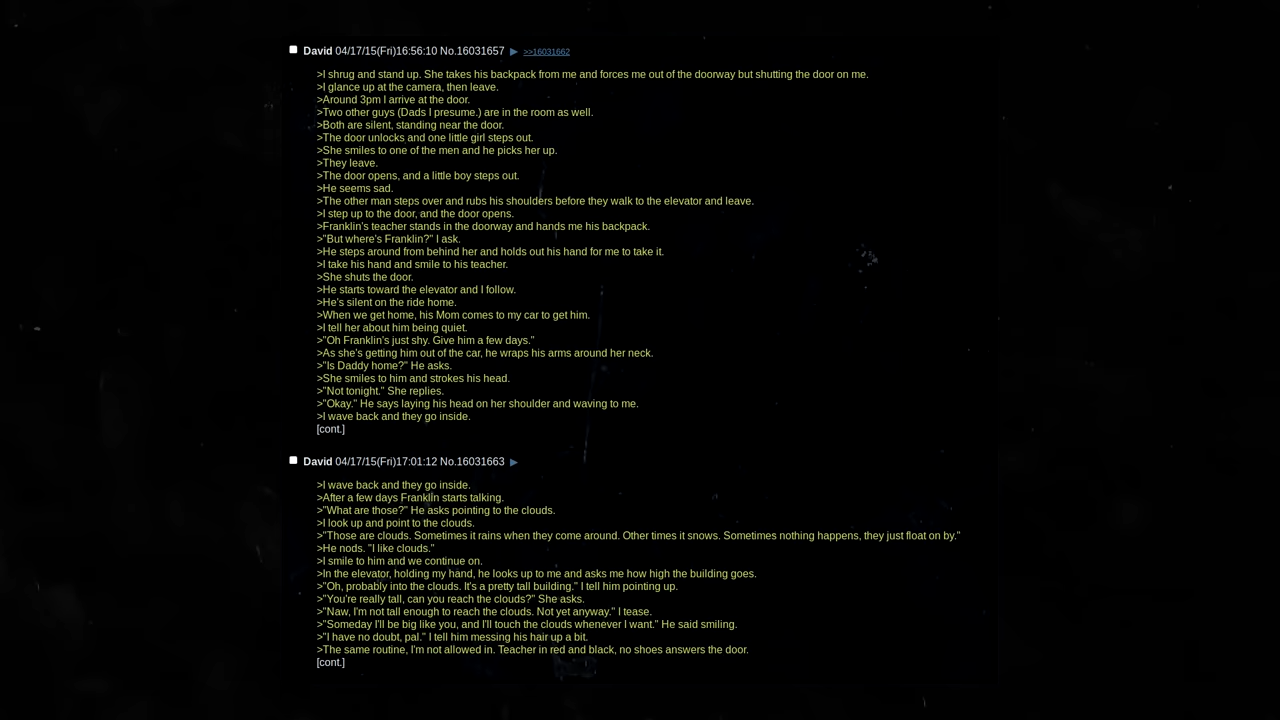 David 04/17/15(Fri)16:56:10 No.16031657 ▶ >>16031662
>I shrug and stand up. She takes his backpack from me and forces me out of the doorway but shutting the door on me.
>I glance up at the camera, then leave.
>Around 3pm I arrive at the door.
>Two other guys (Dads I presume.) are in the room as well.
>Both are silent, standing near the door.
>The door unlocks and one little girl steps out.
>She smiles to one of the men and he picks her up.
>They leave.
>The door opens, and a little boy steps out.
>He seems sad.
>The other man steps over and rubs his shoulders before they walk to the elevator and leave.
>I step up to the door, and the door opens.
>Franklin's teacher stands in the doorway and hands me his backpack.
>"But where's Franklin?" I ask.
>He steps around from behind her and holds out his hand for me to take it.
>I take his hand and smile to his teacher.
>She shuts the door.
>He starts toward the elevator and I follow.
>He's silent on the ride home.
>When we get home, his Mom comes to my car to get him.
>I tell her about him being quiet.
>"Oh Franklin's just shy. Give him a few days."
>As she's getting him out of the car, he wraps his arms around her neck.
>"Is Daddy home?" He asks.
>She smiles to him and strokes his head.
>"Not tonight." She replies.
>"Okay." He says laying his head on her shoulder and waving to me.
>I wave back and they go inside.
[cont.]
David 04/17/15(Fri)17:01:12 No.16031663 ▶
>I wave back and they go inside.
>After a few days Franklin starts talking.
>"What are those?" He asks pointing to the clouds.
>I look up and point to the clouds.
>"Those are clouds. Sometimes it rains when they come around. Other times it snows. Sometimes nothing happens, they just float on by."
>He nods. "I like clouds."
>I smile to him and we continue on.
>In the elevator, holding my hand, he looks up to me and asks me how high the building goes.
>"Oh, probably into the clouds. It's a pretty tall building." I tell him pointing up.
>"You're really tall, can you reach the clouds?" She asks.
>"Naw, I'm not tall enough to reach the clouds. Not yet anyway." I tease.
>"Someday I'll be big like you, and I'll touch the clouds whenever I want." He said smiling.
>"I have no doubt, pal." I tell him messing his hair up a bit.
>The same routine, I'm not allowed in. Teacher in red and black, no shoes answers the door.
[cont.]